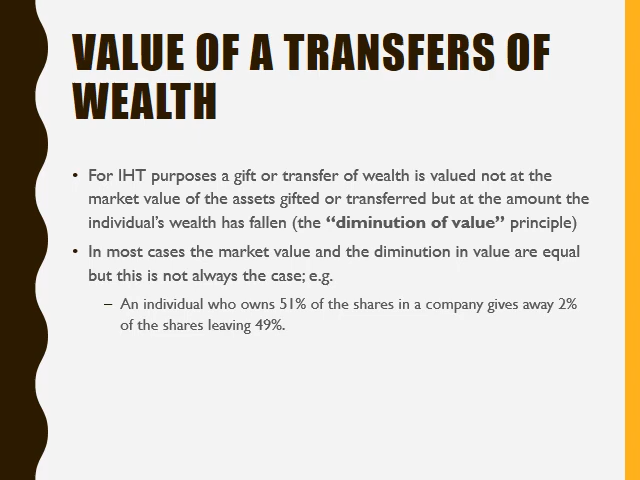 VALUE OF A TRANSFERS OF
WEALTH
• For IHT purposes a gift or transfer of wealth is valued not at the
market value of the assets gifted or transferred but at the amount the
individual's wealth has fallen (the “diminution of value” principle)
• In most cases the market value and the diminution in value are equal
but this is not always the case; e.g.
– An individual who owns 51% of the shares in a company gives away 2%
of the shares leaving 49%.